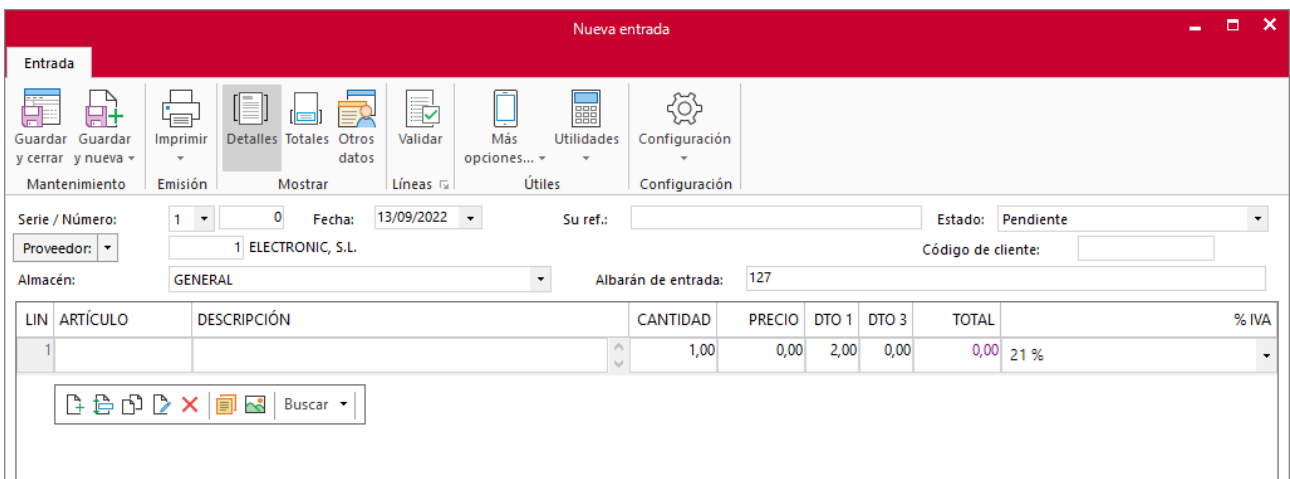 Nueva entrada
Entrada
Guardar y cerrar
Guardar y nueva
Imprimir
Detalles
Totales
Otros datos
Validar
Más opciones...
Utilidades
Configuración
Mantenimiento
Emisión
Mostrar
Líneas
Útiles
Configuración
Serie / Número: 1 0 Fecha: 13/09/2022 Su ref.: Estado: Pendiente
Proveedor: 1 ELECTRONIC, S.L. Código de cliente:
Almacén: GENERAL Albarán de entrada: 127
LIN ARTÍCULO DESCRIPCIÓN CANTIDAD PRECIO DTO 1 DTO 3 TOTAL % IVA
1 1,00 0,00 2,00 0,00 0,00 21 %
Buscar